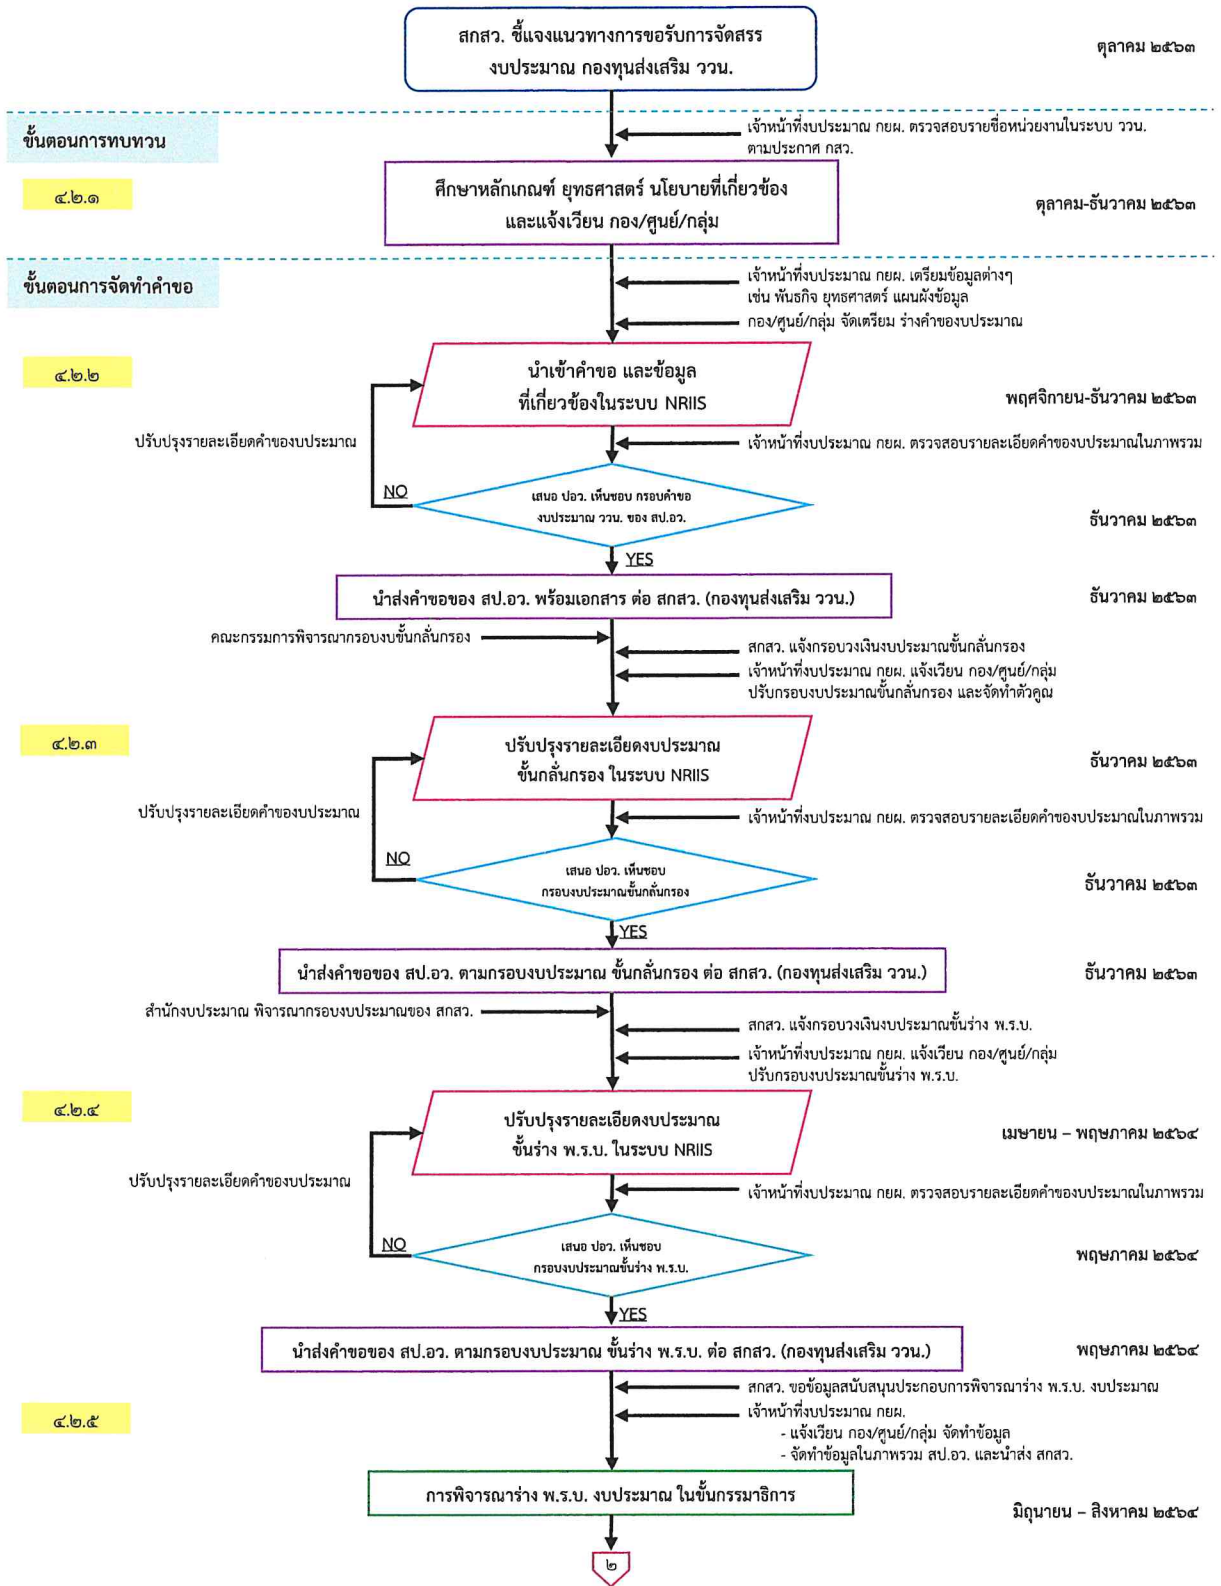 สกสว. ชี้แจงแนวทางการขอรับการจัดสรร
งบประมาณ กองทุนส่งเสริม ววน.
ตุลาคม ๒๕๖๓
ขั้นตอนการทบทวน
เจ้าหน้าที่งบประมาณ กยผ. ตรวจสอบรายชื่อหน่วยงานในระบบ ววน.
ตามประกาศ กสว.
๔.๒.๑
ศึกษาหลักเกณฑ์ ยุทธศาสตร์ นโยบายที่เกี่ยวข้อง
และแจ้งเวียน กอง/ศูนย์/กลุ่ม
ตุลาคม-ธันวาคม ๒๕๖๓
ขั้นตอนการจัดทำคำขอ
เจ้าหน้าที่งบประมาณ กยผ. เตรียมข้อมูลต่างๆ
เช่น พันธกิจ ยุทธศาสตร์ แผนผังข้อมูล
กอง/ศูนย์/กลุ่ม จัดเตรียม ร่างคำของบประมาณ
๔.๒.๒
นำเข้าคำขอ และข้อมูล
ที่เกี่ยวข้องในระบบ NRIIS
พฤศจิกายน-ธันวาคม ๒๕๖๓
ปรับปรุงรายละเอียดคำของบประมาณ
เจ้าหน้าที่งบประมาณ กยผ. ตรวจสอบรายละเอียดคำของบประมาณในภาพรวม
NO
เสนอ ปอว. เห็นชอบ กรอบคำขอ
งบประมาณ ววน. ของ สป.อว.
ธันวาคม ๒๕๖๓
YES
นำส่งคำขอของ สป.อว. พร้อมเอกสาร ต่อ สกสว. (กองทุนส่งเสริม ววน.)
ธันวาคม ๒๕๖๓
คณะกรรมการพิจารณากรอบงบขั้นกลั่นกรอง
สกสว. แจ้งกรอบวงเงินงบประมาณขั้นกลั่นกรอง
เจ้าหน้าที่งบประมาณ กยผ. แจ้งเวียน กอง/ศูนย์/กลุ่ม
ปรับกรอบงบประมาณขั้นกลั่นกรอง และจัดทำตัวคูณ
๔.๒.๓
ปรับปรุงรายละเอียดงบประมาณ
ขั้นกลั่นกรอง ในระบบ NRIIS
ธันวาคม ๒๕๖๓
ปรับปรุงรายละเอียดคำของบประมาณ
เจ้าหน้าที่งบประมาณ กยผ. ตรวจสอบรายละเอียดคำของบประมาณในภาพรวม
NO
เสนอ ปอว. เห็นชอบ
กรอบงบประมาณขั้นกลั่นกรอง
ธันวาคม ๒๕๖๓
YES
นำส่งคำขอของ สป.อว. ตามกรอบงบประมาณ ขั้นกลั่นกรอง ต่อ สกสว. (กองทุนส่งเสริม ววน.)
ธันวาคม ๒๕๖๓
สำนักงบประมาณ พิจารณากรอบงบประมาณของ สกสว.
สกสว. แจ้งกรอบวงเงินงบประมาณขั้นร่าง พ.ร.บ.
เจ้าหน้าที่งบประมาณ กยผ. แจ้งเวียน กอง/ศูนย์/กลุ่ม
ปรับกรอบงบประมาณขั้นร่าง พ.ร.บ.
๔.๒.๔
ปรับปรุงรายละเอียดงบประมาณ
ขั้นร่าง พ.ร.บ. ในระบบ NRIIS
เมษายน – พฤษภาคม ๒๕๖๔
ปรับปรุงรายละเอียดคำของบประมาณ
เจ้าหน้าที่งบประมาณ กยผ. ตรวจสอบรายละเอียดคำของบประมาณในภาพรวม
NO
เสนอ ปอว. เห็นชอบ
กรอบงบประมาณขั้นร่าง พ.ร.บ.
พฤษภาคม ๒๕๖๔
YES
นำส่งคำขอของ สป.อว. ตามกรอบงบประมาณ ขั้นร่าง พ.ร.บ. ต่อ สกสว. (กองทุนส่งเสริม ววน.)
พฤษภาคม ๒๕๖๔
สกสว. ขอข้อมูลสนับสนุนประกอบการพิจารณาร่าง พ.ร.บ. งบประมาณ
๔.๒.๕
เจ้าหน้าที่งบประมาณ กยผ.
- แจ้งเวียน กอง/ศูนย์/กลุ่ม จัดทำข้อมูล
- จัดทำข้อมูลในภาพรวม สป.อว. และนำส่ง สกสว.
การพิจารณาร่าง พ.ร.บ. งบประมาณ ในขั้นกรรมาธิการ
มิถุนายน – สิงหาคม ๒๕๖๔
๒